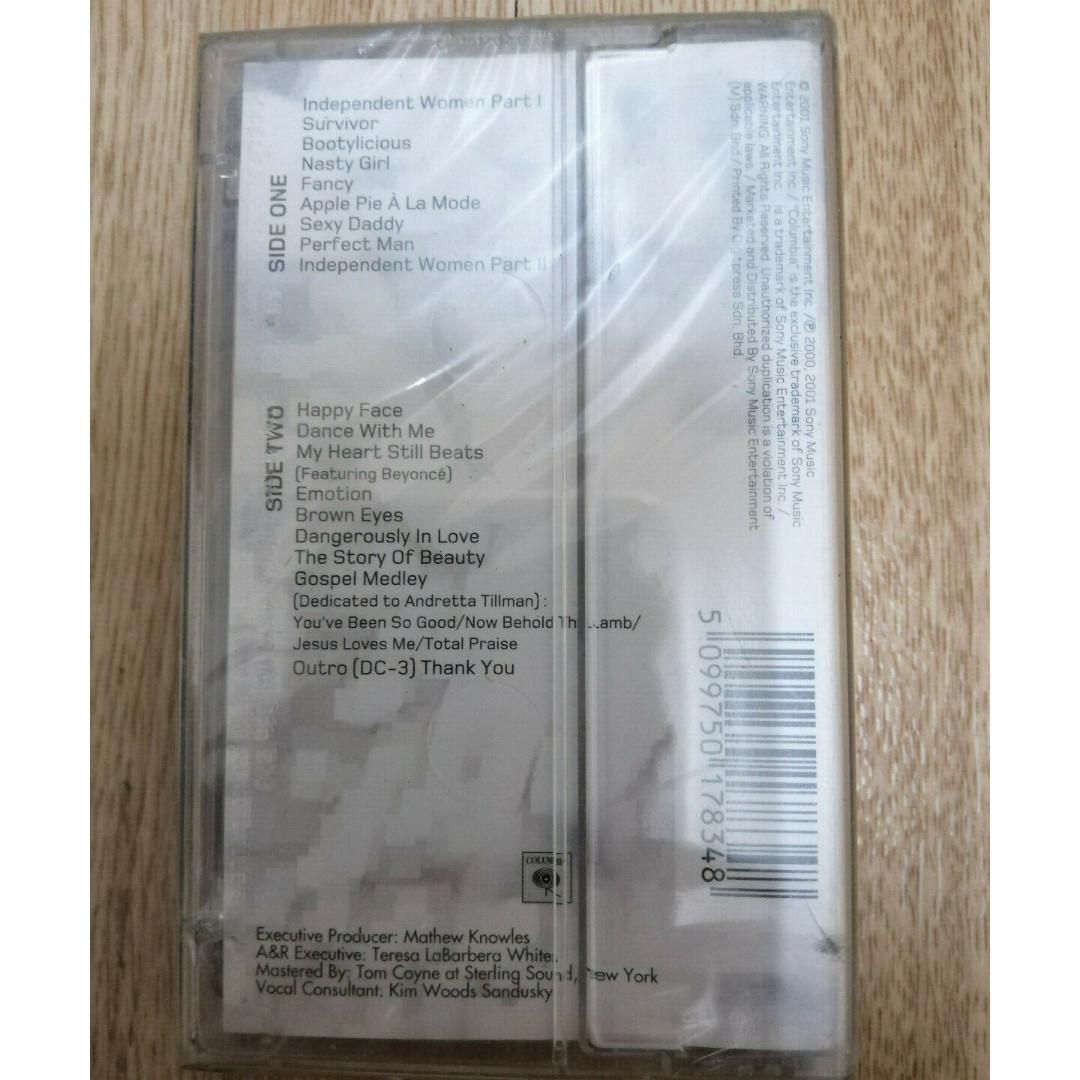 SIDE ONE
Independent Women Part I
Survivor
Bootylicious
Nasty Girl
Fancy
Apple Pie À La Mode
Sexy Daddy
Perfect Man
Independent Women Part II
SIDE TWO
Happy Face
Dance With Me
My Heart Still Beats
(Featuring Beyoncé)
Emotion
Brown Eyes
Dangerously In Love
The Story Of Beauty
Gospel Medley
(Dedicated to Andretta Tillman):
You've Been So Good/Now Behold The Lamb/
Jesus Loves Me/Total Praise
Outro (DC-3) Thank You
COLUMBIA
Executive Producer: Mathew Knowles
A&R Executive: Teresa LaBarbera Whites
Mastered By: Tom Coyne at Sterling Sound, New York
Vocal Consultant: Kim Woods Sandusky
© 2001 Sony Music Entertainment Inc. /℗ 2000, 2001 Sony Music
Entertainment Inc. / "Columbia" is the exclusive trademark of Sony Music
Entertainment Inc. is a trademark of Sony Music Entertainment Inc. /
WARNING: All Rights Reserved. Unauthorized duplication is a violation of
applicable laws. / Marketed and Distributed By Sony Music Entertainment
(M) Sdn. Bhd / Printed By Digitpress Sdn. Bhd.
5 099750 178348